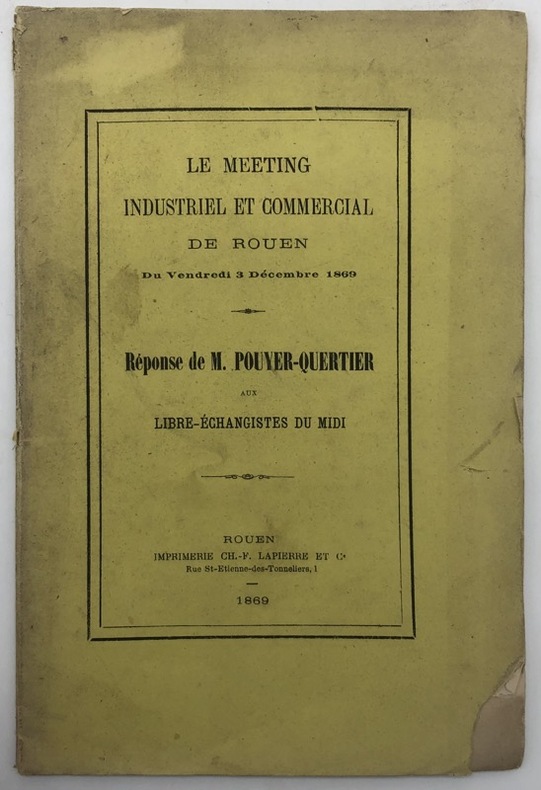 LE MEETING
INDUSTRIEL ET COMMERCIAL
DE ROUEN
Du Vendredi 3 Décembre 1869
Réponse de M. POUYER-QUERTIER
AUX
LIBRE-ÉCHANGISTES DU MIDI
ROUEN
IMPRIMERIE CH.-F. LAPIERRE ET Cie
Rue St-Etienne-des-Tonneliers, 1
1869